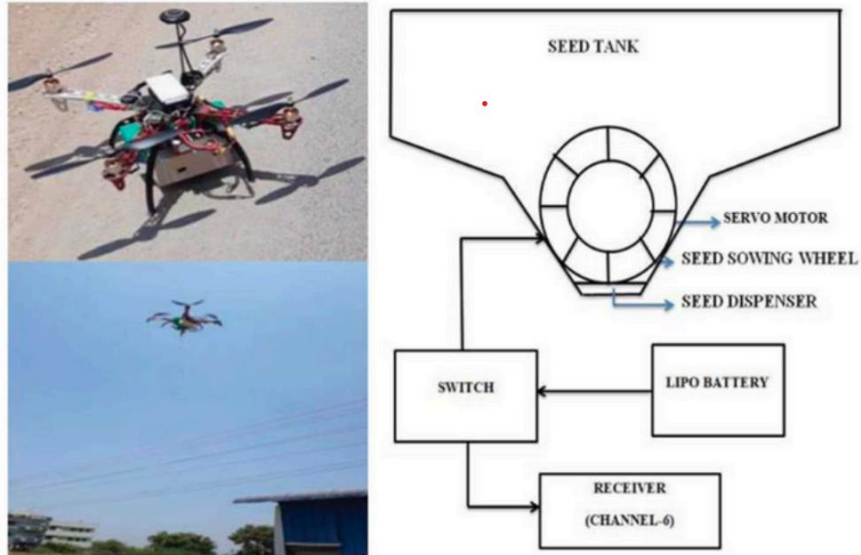 SEED TANK
SERVO MOTOR
SEED SOWING WHEEL
SEED DISPENSER
SWITCH
LIPO BATTERY
RECEIVER
(CHANNEL-6)